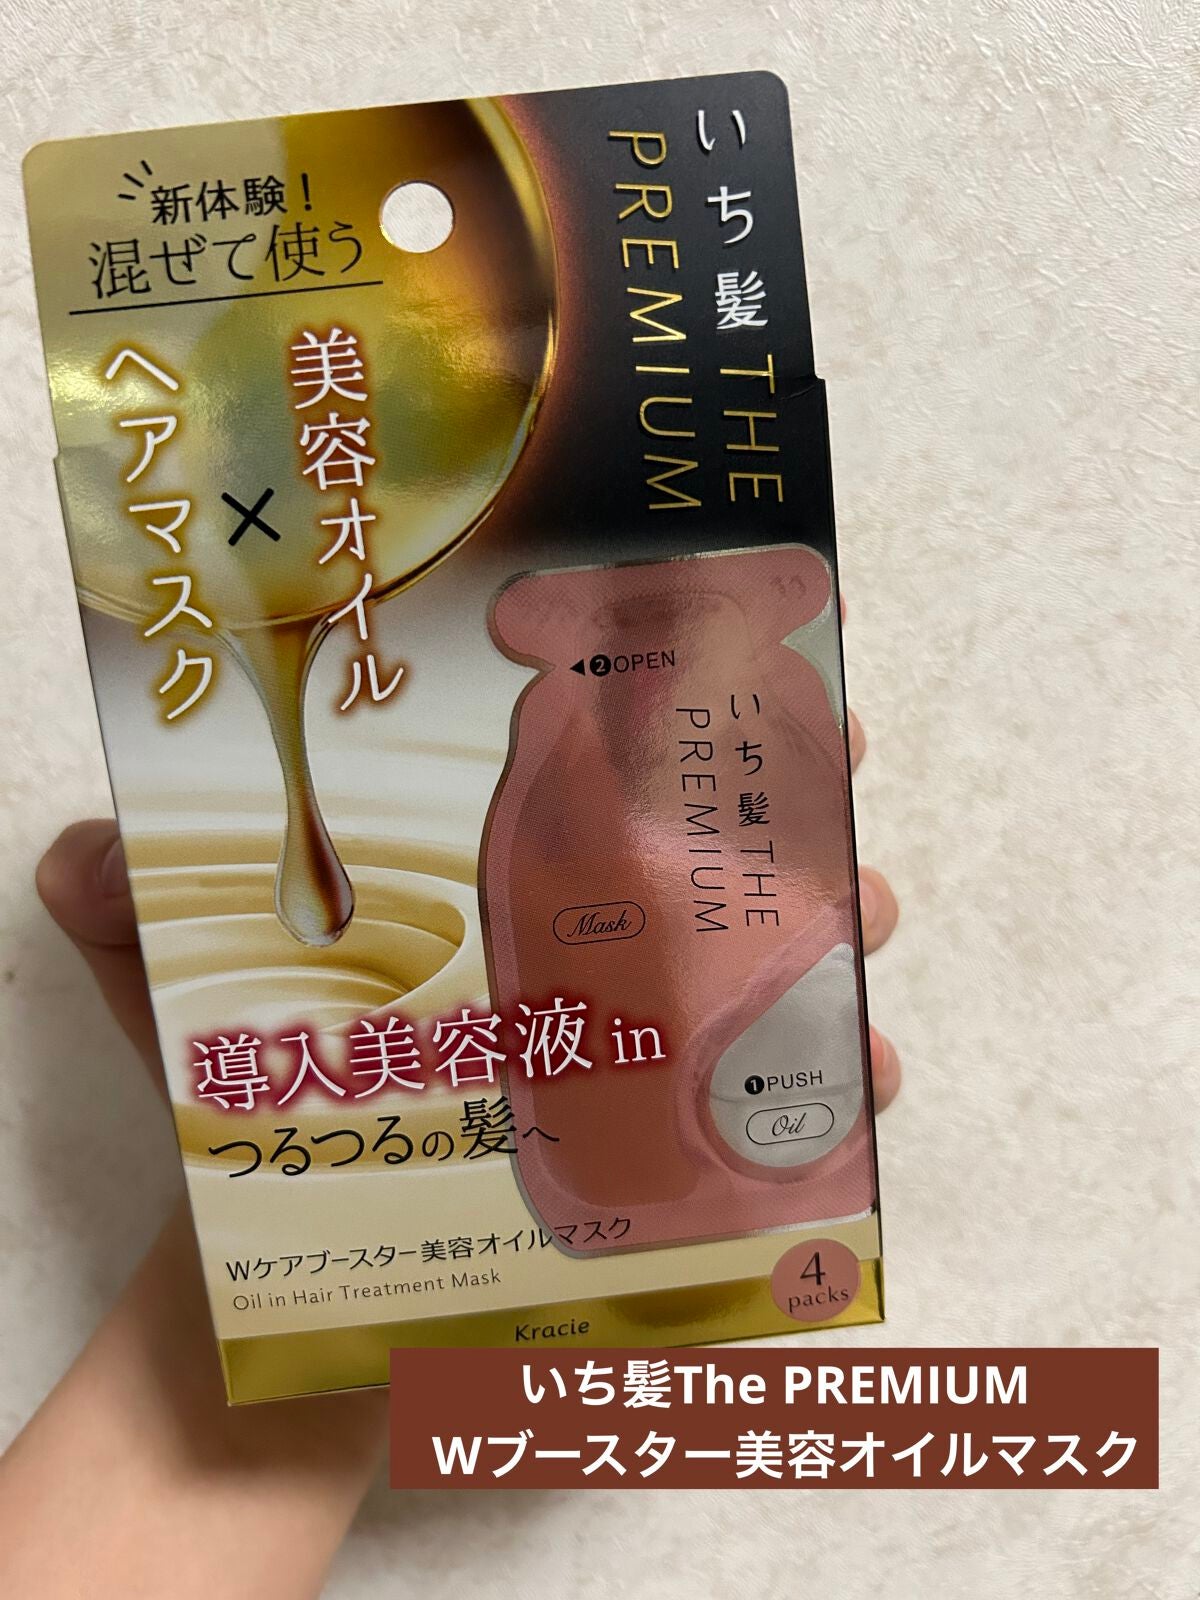 新体験!
混ぜて使う
美容オイル
×
ヘアマスク
いち髪 THE
PREMIUM
◀❷OPEN
いち髪 THE
PREMIUM
Mask
❶PUSH
Oil
導入美容液 in
つるつるの髪へ
Wケアブースター美容オイルマスク
Oil in Hair Treatment Mask
4
packs
Kracie
いち髪The PREMIUM
Wブースター美容オイルマスク